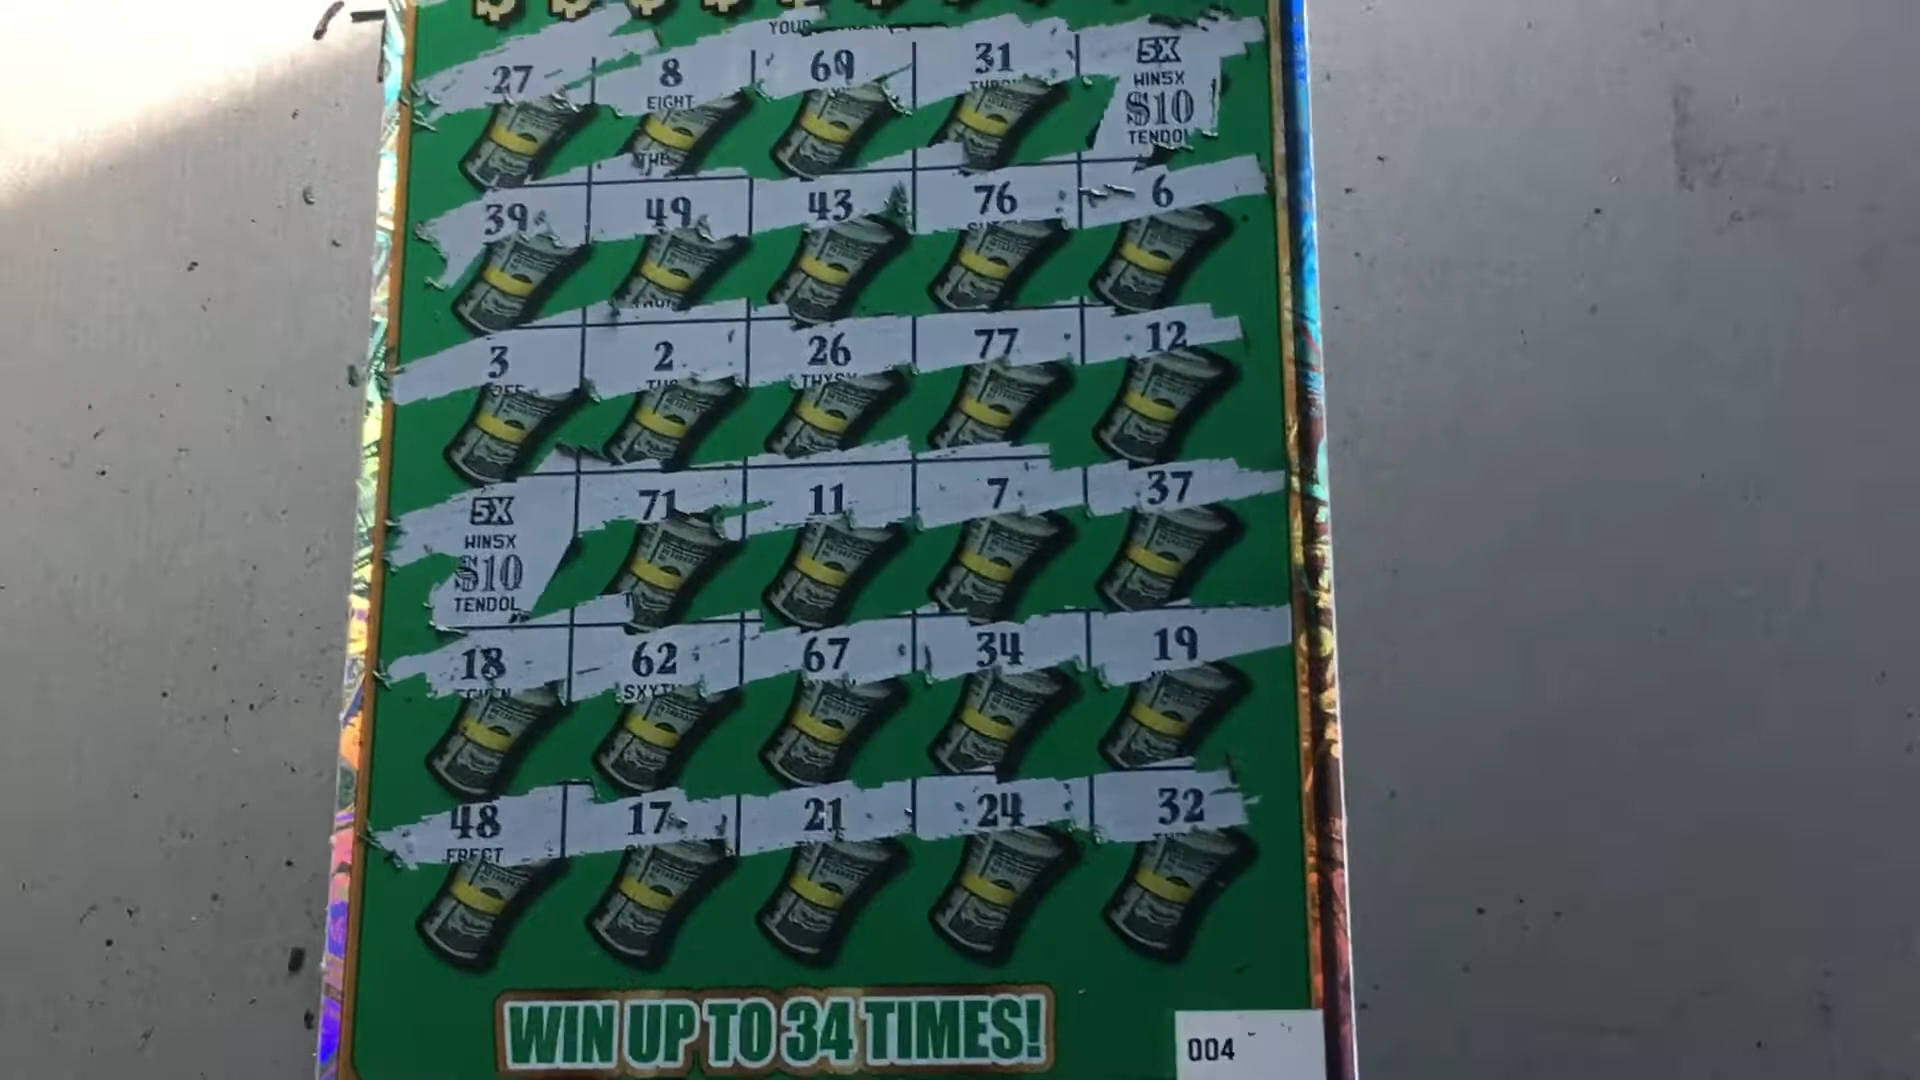 27 8 69 31 5X
EIGHT WIN5X
$10
TENDOL
39 49 43 76 6
3 2 26 77 12
5X 71 11 7 37
WIN5X
$10
TENDOL
18 62 67 34 19
48 17 21 24 32
WIN UP TO 34 TIMES!
004